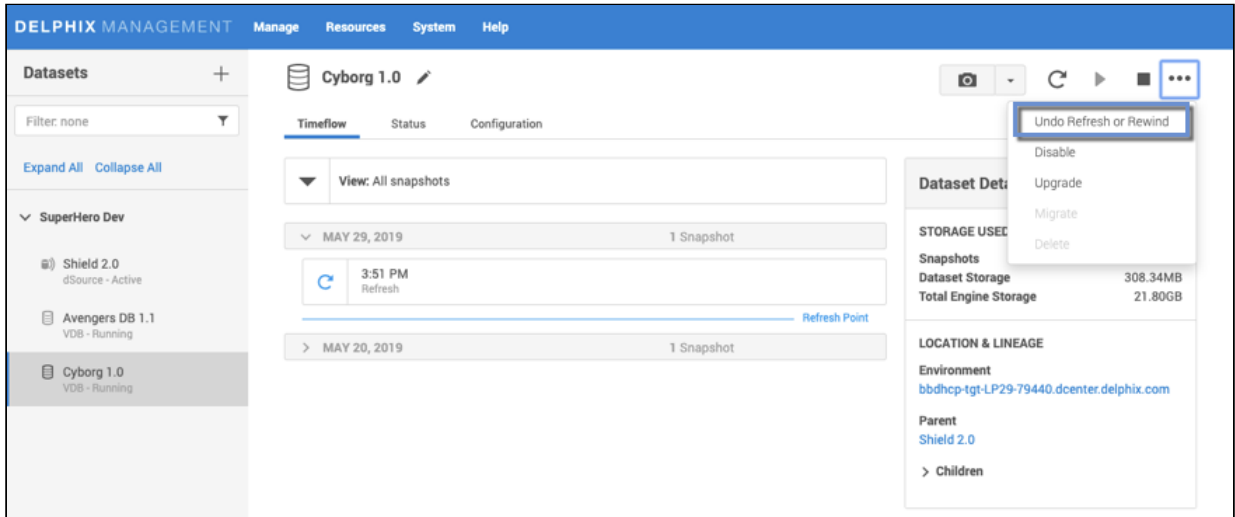 DELPHIX MANAGEMENT Manage Resources System Help
Datasets
Filter: none
Expand All Collapse All
SuperHero Dev
Shield 2.0
dSource - Active
Avengers DB 1.1
VDB - Running
Cyborg 1.0
VDB - Running
Cyborg 1.0
Timeflow Status Configuration
View: All snapshots
MAY 29, 2019 1 Snapshot
3:51 PM
Refresh
Refresh Point
MAY 20, 2019 1 Snapshot
Undo Refresh or Rewind
Disable
Upgrade
Migrate
Delete
Dataset
STORAGE USED
Snapshots
Dataset Storage 308.34MB
Total Engine Storage 21.80GB
LOCATION & LINEAGE
Environment
bbdhcp-tgt-LP29-79440.dcenter.delphix.com
Parent
Shield 2.0
Children